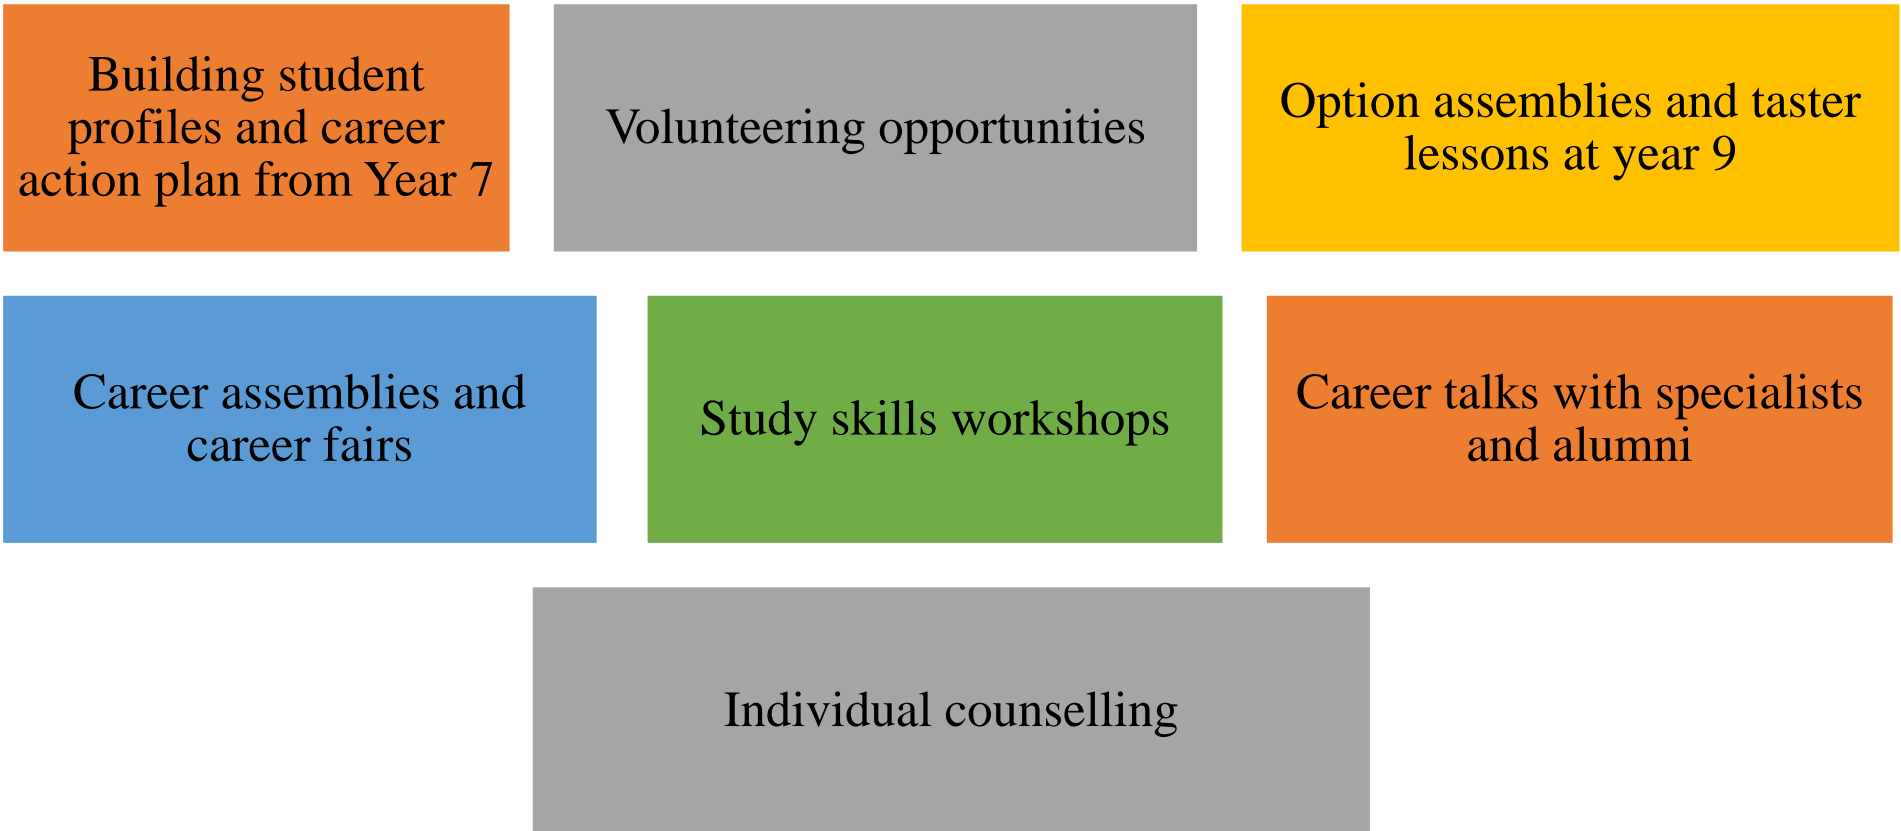 Building student
profiles and career
action plan from Year 7
Volunteering opportunities
Option assemblies and taster
lessons at year 9
Career assemblies and
career fairs
Study skills workshops
Career talks with specialists
and alumni
Individual counselling